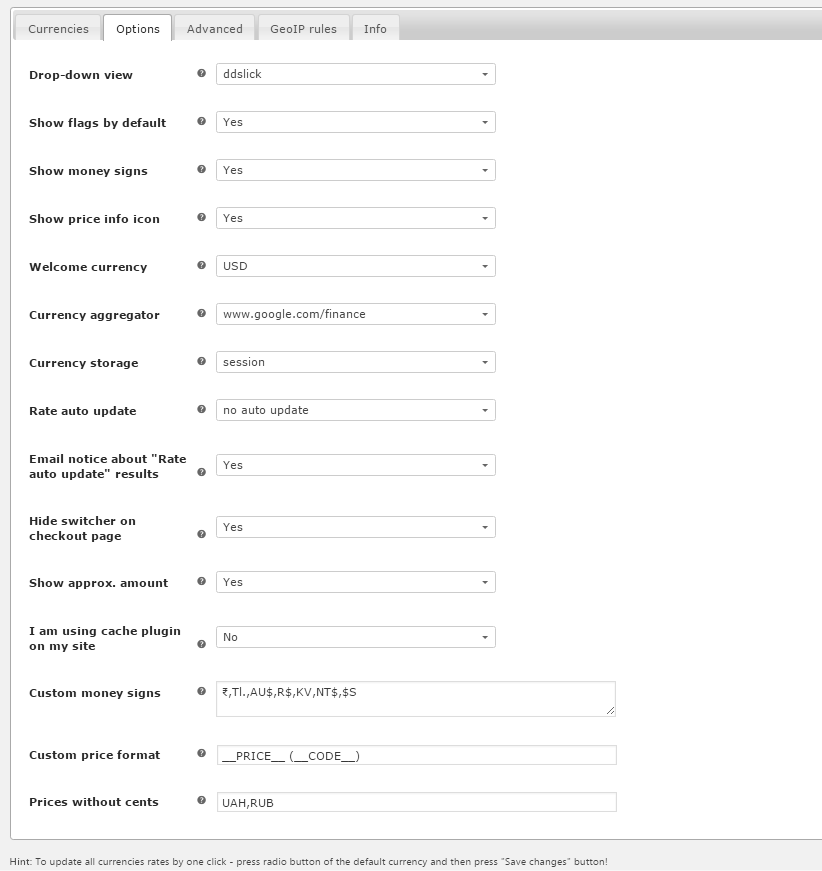 Currencies Options Advanced GeoIP rules Info
Drop-down view ddslick
Show flags by default Yes
Show money signs Yes
Show price info icon Yes
Welcome currency USD
Currency aggregator www.google.com/finance
Currency storage session
Rate auto update no auto update
Email notice about "Rate
auto update" results Yes
Hide switcher on
checkout page Yes
Show approx. amount Yes
I am using cache plugin
on my site No
Custom money signs ₹,Tl.,AU$,R$,KV,NT$,$S
Custom price format __PRICE__ (__CODE__)
Prices without cents UAH,RUB
Hint: To update all currencies rates by one click - press radio button of the default currency and then press "Save changes" button!